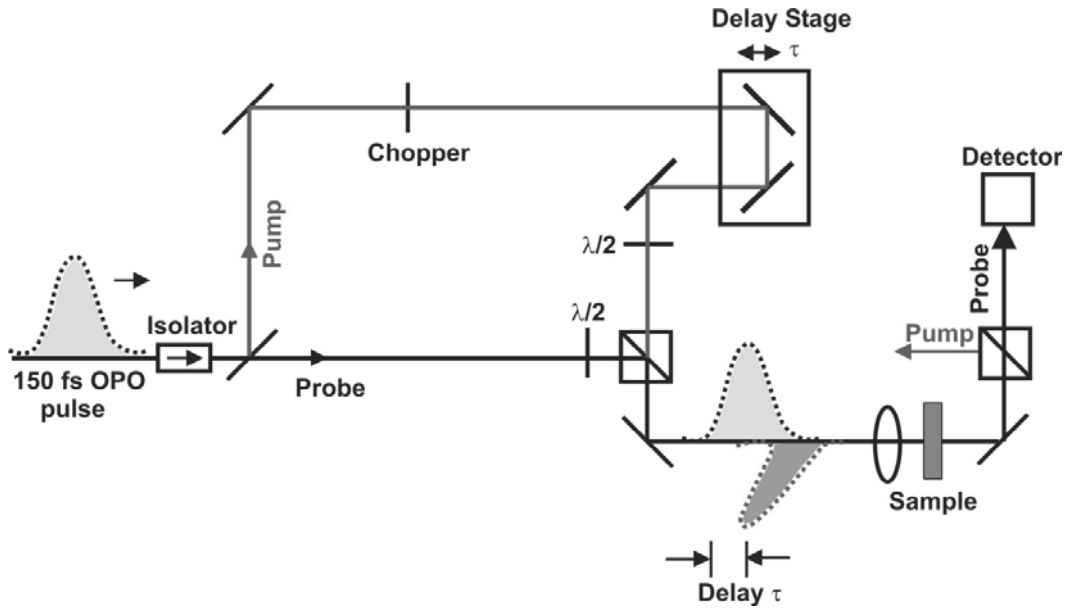 Delay Stage
τ
Chopper
Detector
Pump
λ/2
Probe
Isolator
λ/2
Pump
150 fs OPO
pulse
Probe
Sample
Delay τ